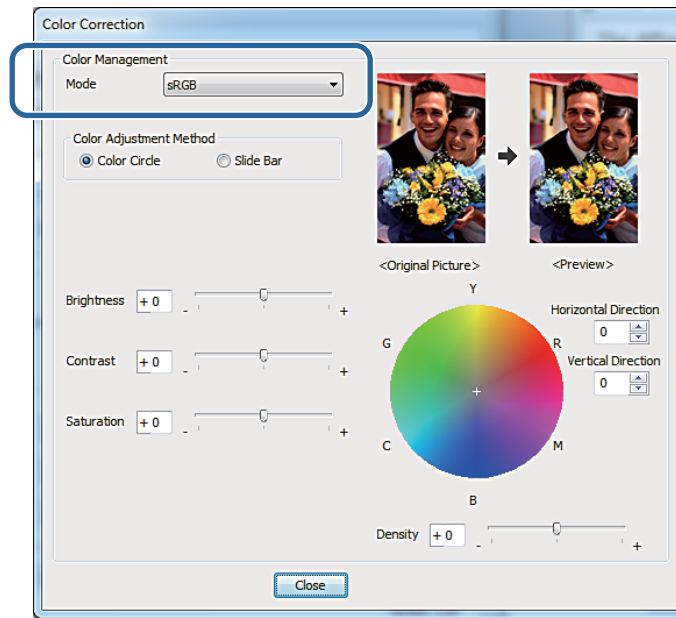 Color Correction
Color Management
Mode sRGB
Color Adjustment Method
Color Circle Slide Bar
<Original Picture> <Preview>
Brightness + 0 - +
Contrast + 0 - +
Saturation + 0 - +
Y
G R
C M
B
Horizontal Direction
0
Vertical Direction
0
Density + 0 - +
Close